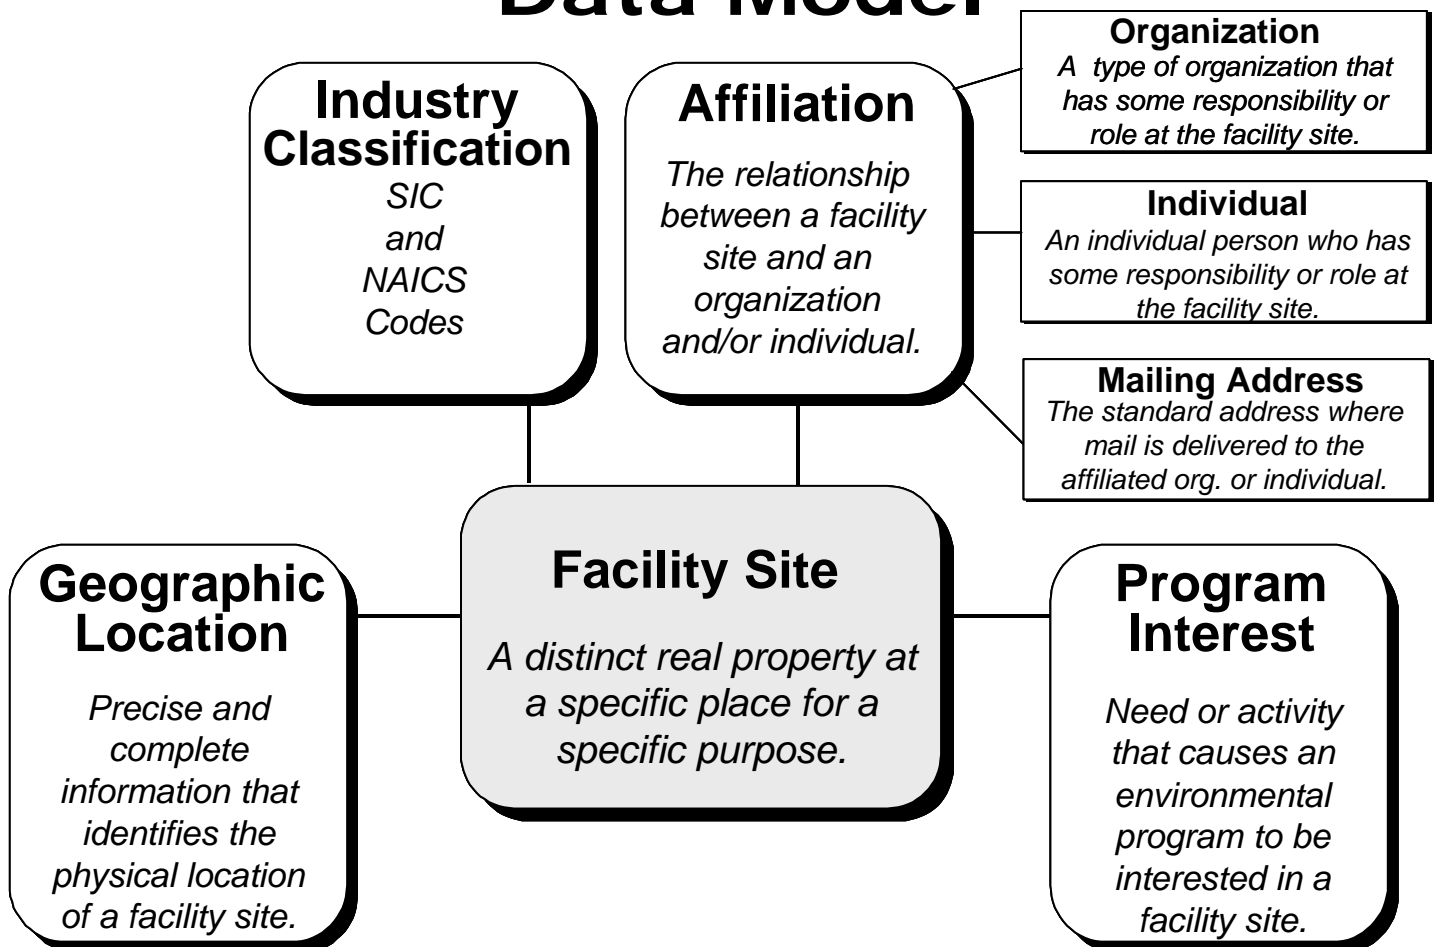 Data Model
Industry
Classification
SIC
and
NAICS
Codes
Affiliation
The relationship
between a facility
site and an
organization
and/or individual.
Organization
A type of organization that
has some responsibility or
role at the facility site.
Individual
An individual person who has
some responsibility or role at
the facility site.
Mailing Address
The standard address where
mail is delivered to the
affiliated org. or individual.
Facility Site
A distinct real property at
a specific place for a
specific purpose.
Geographic
Location
Precise and
complete
information that
identifies the
physical location
of a facility site.
Program
Interest
Need or activity
that causes an
environmental
program to be
interested in a
facility site.